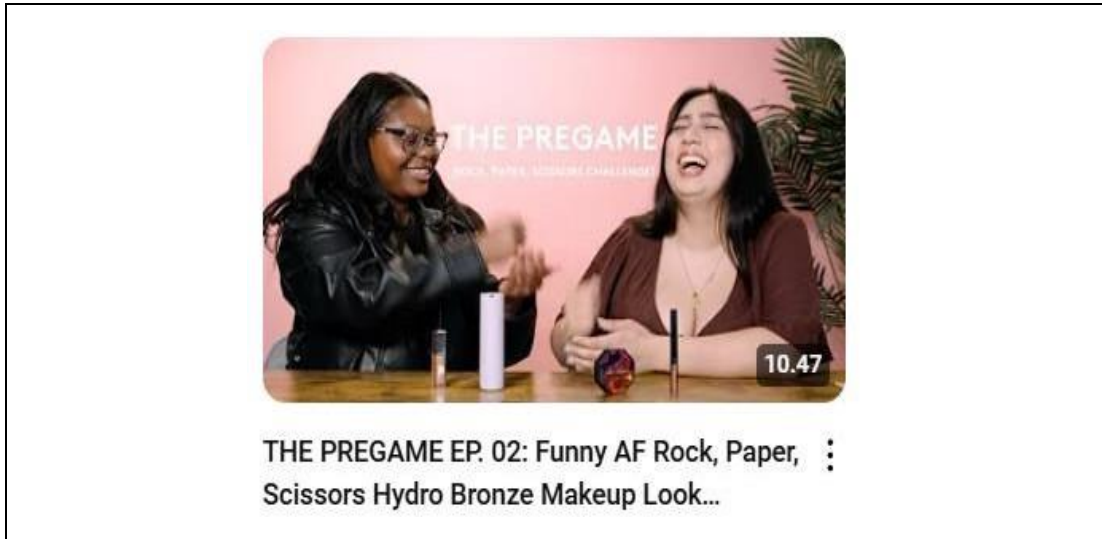 THE PREGAME
ROCK, PAPER, SCISSORS CHALLENGE!
10.47
THE PREGAME EP. 02: Funny AF Rock, Paper,
Scissors Hydro Bronze Makeup Look...